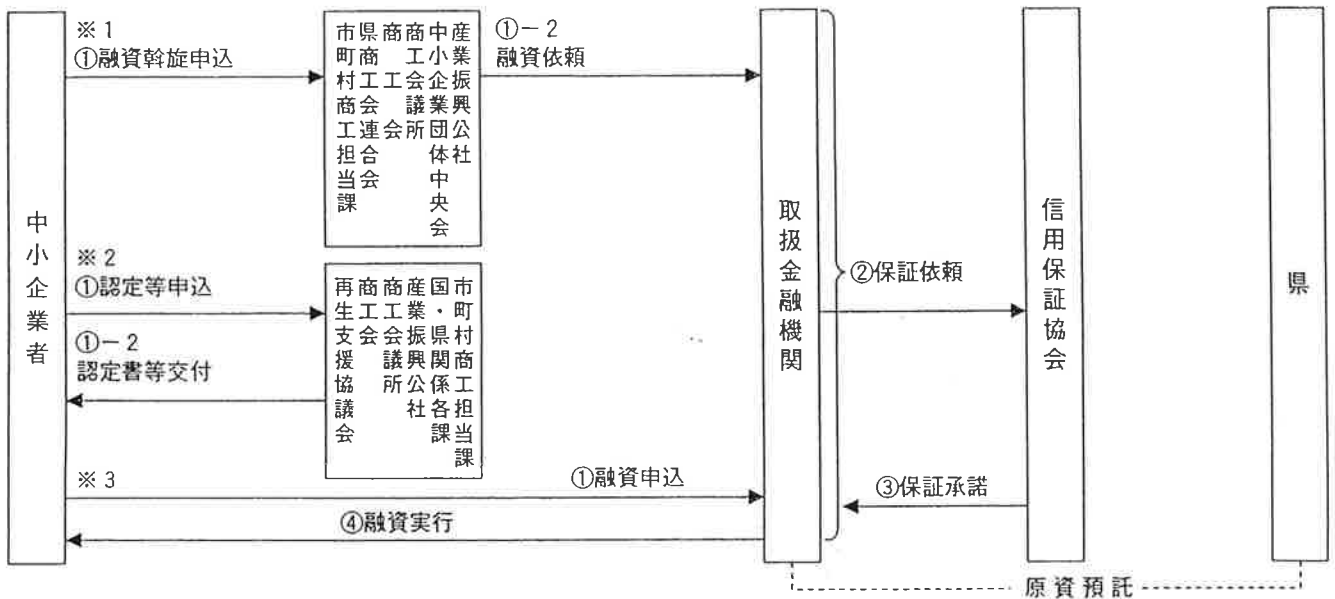 中小企業者
※1
①融資斡旋申込
産業振興公社
中小企業団体中央会
商工会議所
商工会
県商工会連合会
市町村商工担当課
①－2
融資依頼
※2
①認定等申込
①－2
認定書等交付
市町村商工担当課
国・県関係各課
産業振興公社
商工会議所
商工会
再生支援協議会
※3
①融資申込
④融資実行
取扱金融機関
②保証依頼
③保証承諾
信用保証協会
県
原資預託